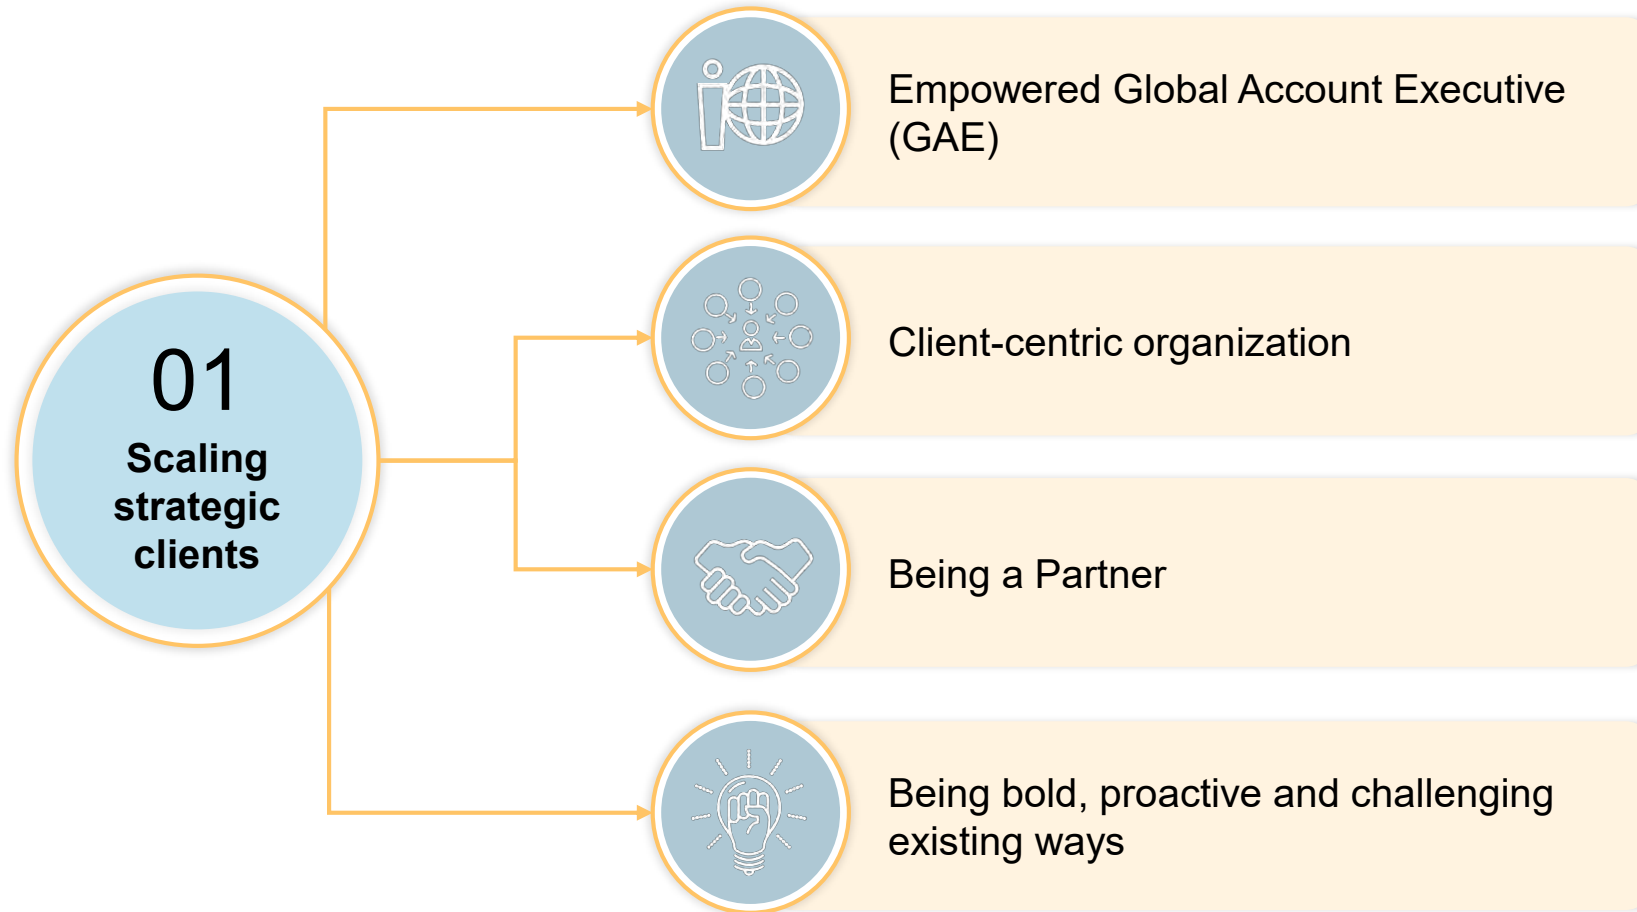 01
Scaling
strategic
clients
Empowered Global Account Executive
(GAE)
Client-centric organization
Being a Partner
Being bold, proactive and challenging
existing ways